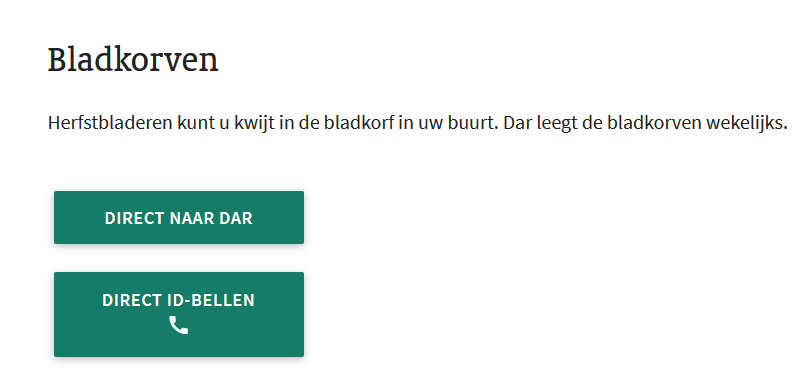 Bladkorven
Herfstbladeren kunt u kwijt in de bladkorf in uw buurt. Dar leegt de bladkorven wekelijks.
DIRECT NAAR DAR
DIRECT ID-BELLEN